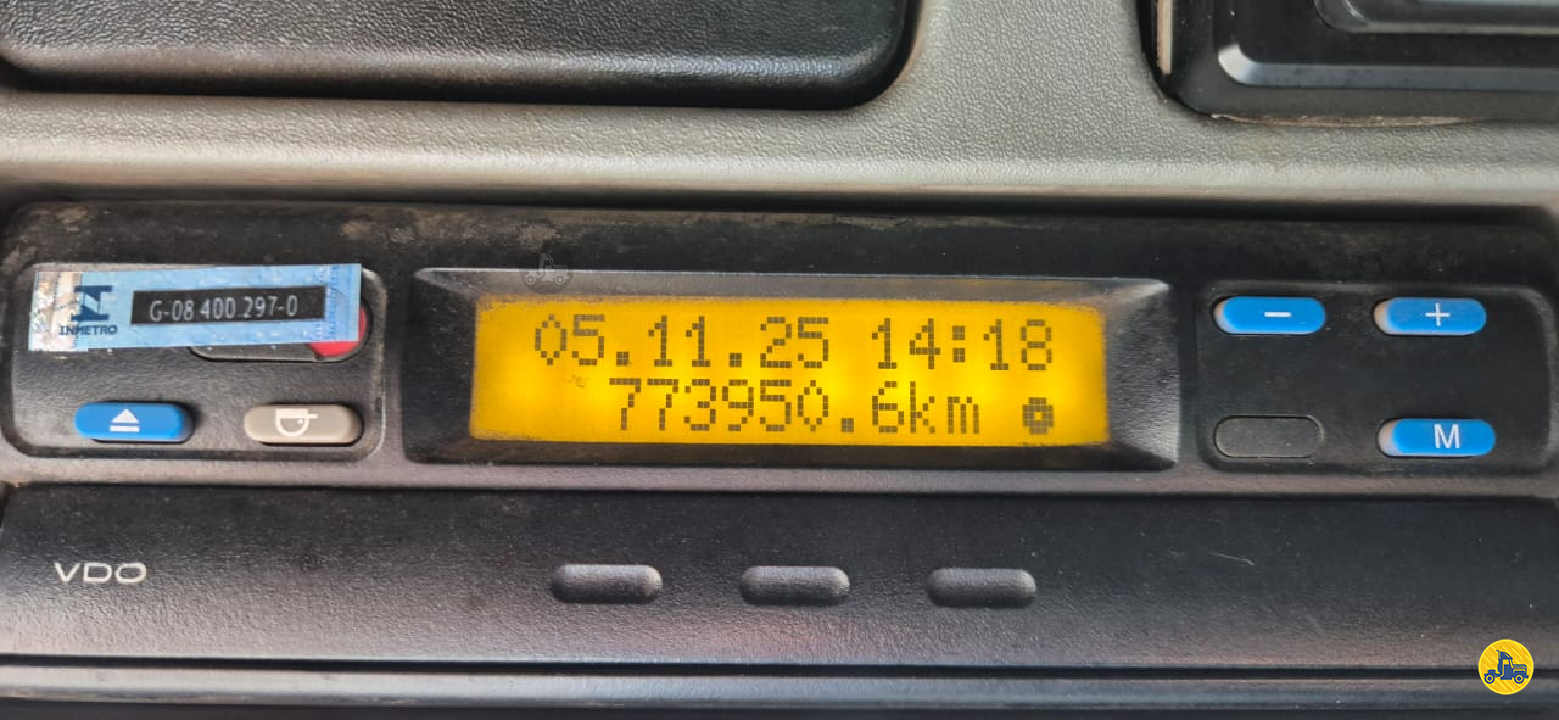 G-08 400.297-0
INMETRO
05.11.25 14:18
773950.6km
- +
M
VDO